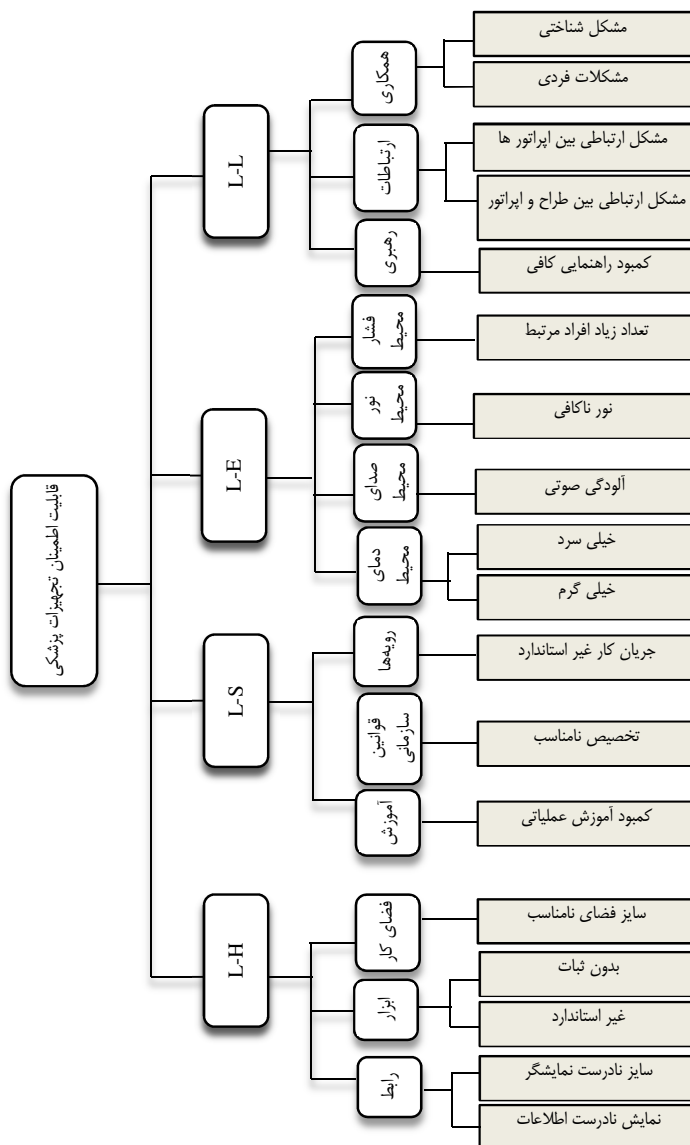 قابلیت اطمینان تجهیزات پزشکی
L-L
همکاری
مشکل شناختی
مشکلات فردی
ارتباطات
مشکل ارتباطی بین اپراتور ها
مشکل ارتباطی بین طراح و اپراتور
رهبری
کمبود راهنمایی کافی
L-E
فشار
محیط
تعداد زیاد افراد مرتبط
نور
محیط
نور ناکافی
صدای
محیط
آلودگی صوتی
دمای
محیط
خیلی سرد
خیلی گرم
L-S
رویه‌ها
جریان کار غیر استاندارد
قوانین
سازمانی
تخصیص نامناسب
آموزش
کمبود آموزش عملیاتی
L-H
فضای کار
سایز فضای نامناسب
ابزار
بدون ثبات
غیر استاندارد
رابط
سایز نادرست نمایشگر
نمایش نادرست اطلاعات